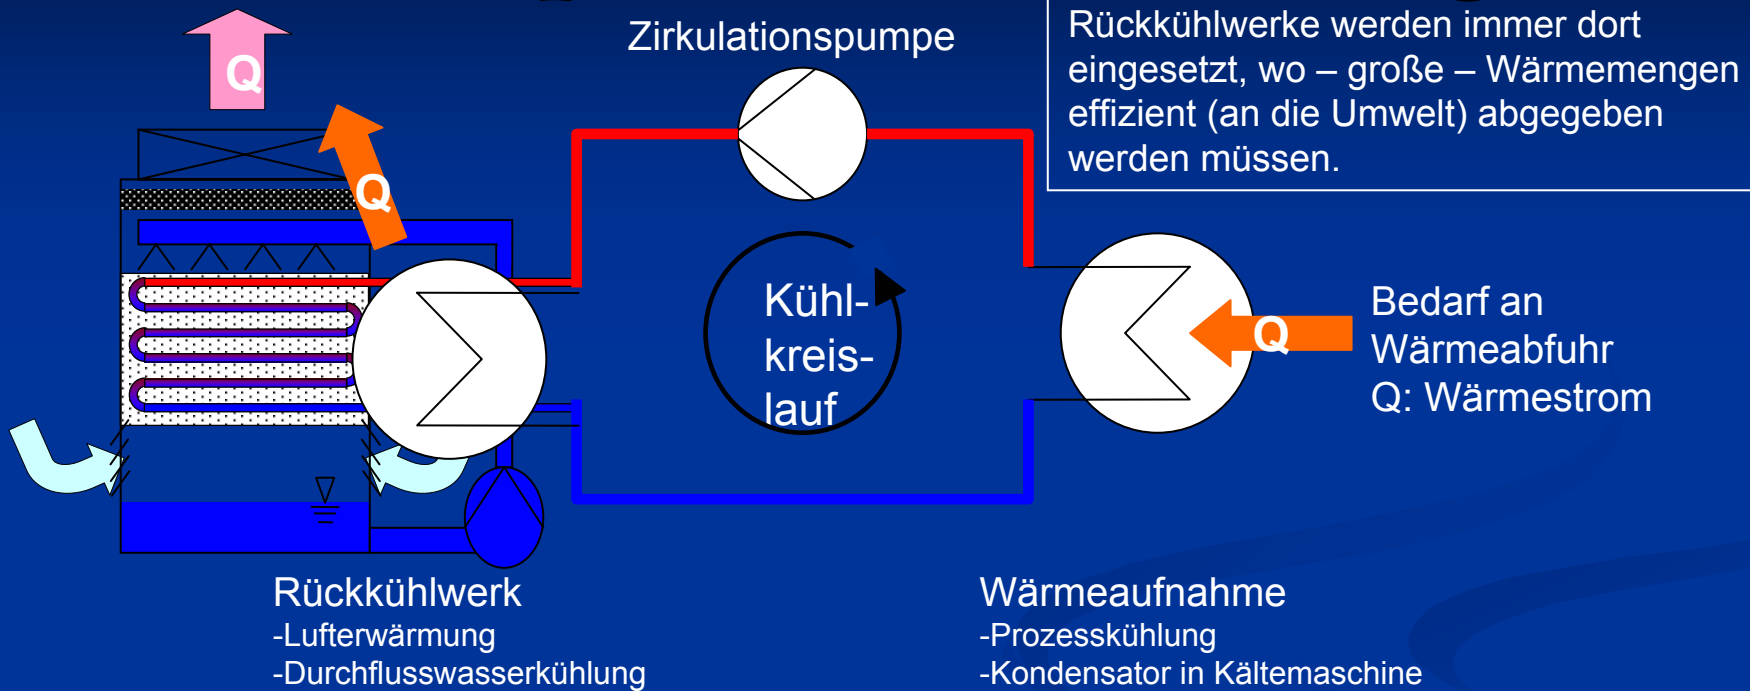 Zirkulationspumpe
Rückkühlwerke werden immer dort
eingesetzt, wo – große – Wärmemengen
effizient (an die Umwelt) abgegeben
werden müssen.
Q
Q
Kühl-
kreis-
lauf
Q
Bedarf an
Wärmeabfuhr
Q: Wärmestrom
Rückkühlwerk
-Lufterwärmung
-Durchflusswasserkühlung
Wärmeaufnahme
-Prozesskühlung
-Kondensator in Kältemaschine